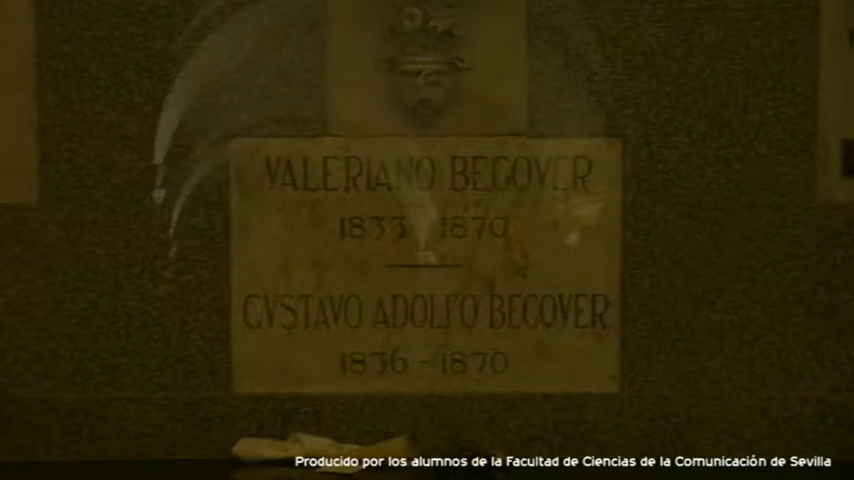 VALERIANO BECQVER
1833 - 1870
GVSTAVO ADOLFO BECQVER
1836 - 1870
Producido por los alumnos de la Facultad de Ciencias de la Comunicación de Sevilla